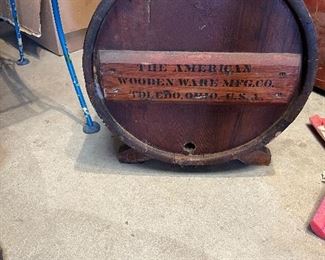 THE AMERICAN
WOODEN WARE MFG.CO.
TOLEDO, OHIO. U.S.A.